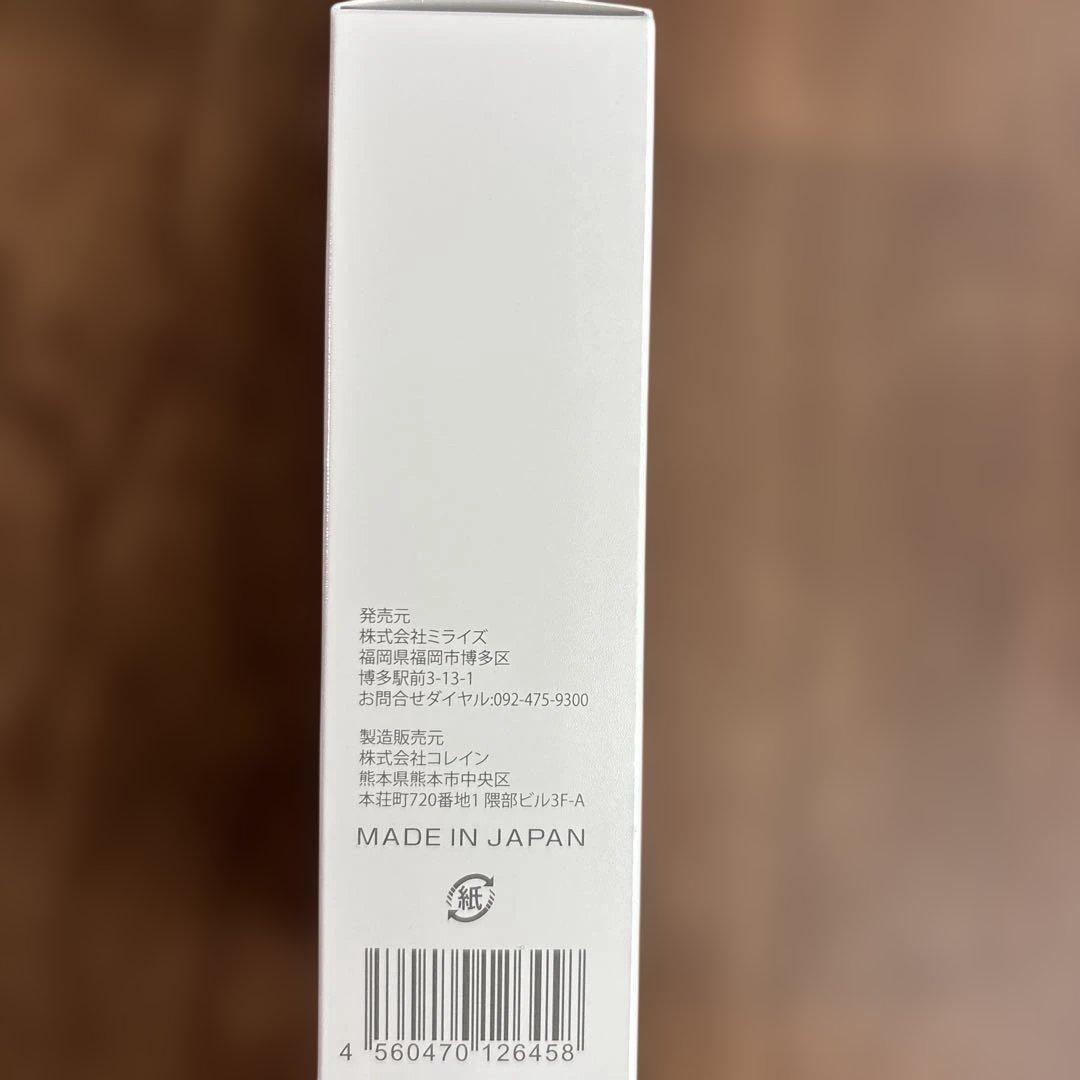 発売元
株式会社ミライズ
福岡県福岡市博多区
博多駅前3-13-1
お問合せダイヤル:092-475-9300
製造販売元
株式会社コレイン
熊本県熊本市中央区
本荘町720番地1 隈部ビル3F-A
MADE IN JAPAN
紙
4 560470 126458